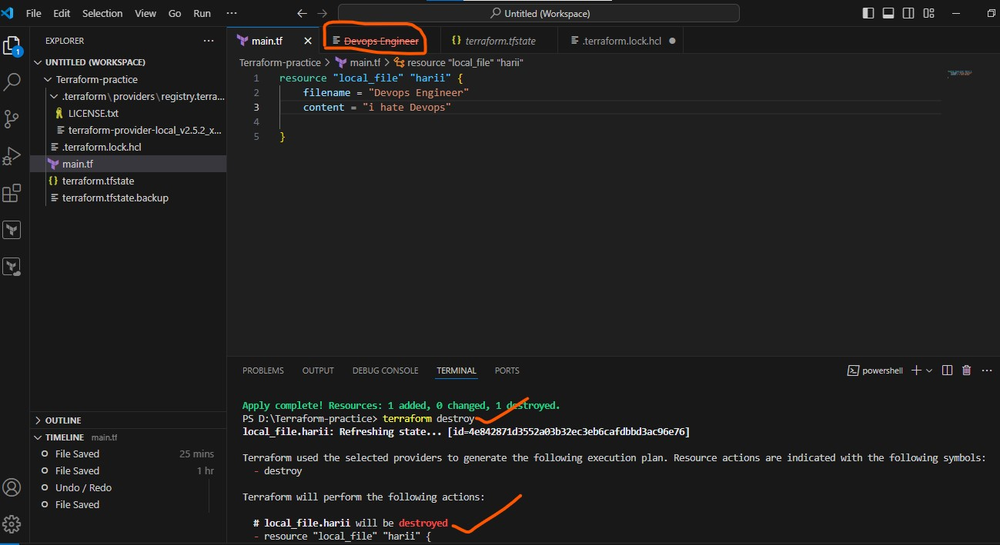 File Edit Selection View Go Run ···
Untitled (Workspace)
EXPLORER ···
main.tf
Devops Engineer
terraform.tfstate
.terraform.lock.hcl
1
UNTITLED (WORKSPACE)
Terraform-practice
.terraform\providers\registry.terra...
LICENSE.txt
terraform-provider-local_v2.5.2_x...
.terraform.lock.hcl
main.tf
terraform.tfstate
terraform.tfstate.backup
Terraform-practice > main.tf > resource "local_file" "harii"
1 resource "local_file" "harii" {
2 filename = "Devops Engineer"
3 content = "i hate Devops"
4
5 }
OUTLINE
TIMELINE main.tf
File Saved 25 mins
File Saved 1 hr
Undo / Redo
File Saved
PROBLEMS OUTPUT DEBUG CONSOLE TERMINAL PORTS
powershell
Apply complete! Resources: 1 added, 0 changed, 1 destroyed.
PS D:\Terraform-practice> terraform destroy
local_file.harii: Refreshing state... [id=4e842871d3552a03b32ec3eb6cafdbbd3ac96e76]
Terraform used the selected providers to generate the following execution plan. Resource actions are indicated with the following symbols:
- destroy
Terraform will perform the following actions:
# local_file.harii will be destroyed
- resource "local_file" "harii" {